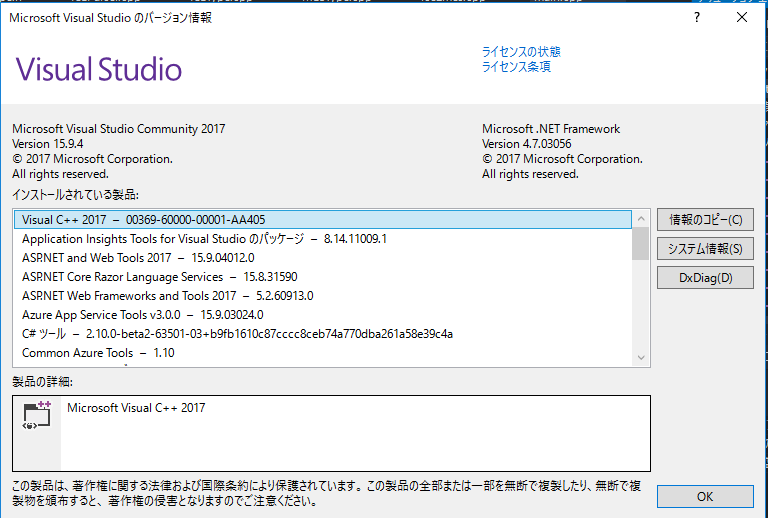 Microsoft Visual Studio のバージョン情報
?
Visual Studio
ライセンスの状態
ライセンス条項
Microsoft Visual Studio Community 2017
Version 15.9.4
© 2017 Microsoft Corporation.
All rights reserved.
Microsoft .NET Framework
Version 4.7.03056
© 2017 Microsoft Corporation.
All rights reserved.
インストールされている製品:
Visual C++ 2017 – 00369-60000-00001-AA405
Application Insights Tools for Visual Studio のパッケージ – 8.14.11009.1
ASP.NET and Web Tools 2017 – 15.9.04012.0
ASP.NET Core Razor Language Services – 15.8.31590
ASP.NET Web Frameworks and Tools 2017 – 5.2.60913.0
Azure App Service Tools v3.0.0 – 15.9.03024.0
C# ツール – 2.10.0-beta2-63501-03+b9fb1610c87cccc8ceb74a770dba261a58e39c4a
Common Azure Tools – 1.10
情報のコピー(C)
システム情報(S)
DxDiag(D)
製品の詳細:
Microsoft Visual C++ 2017
この製品は、著作権に関する法律および国際条約により保護されています。この製品の全部または一部を無断で複製したり、無断で複
製物を頒布すると、著作権の侵害となりますのでご注意ください。
OK